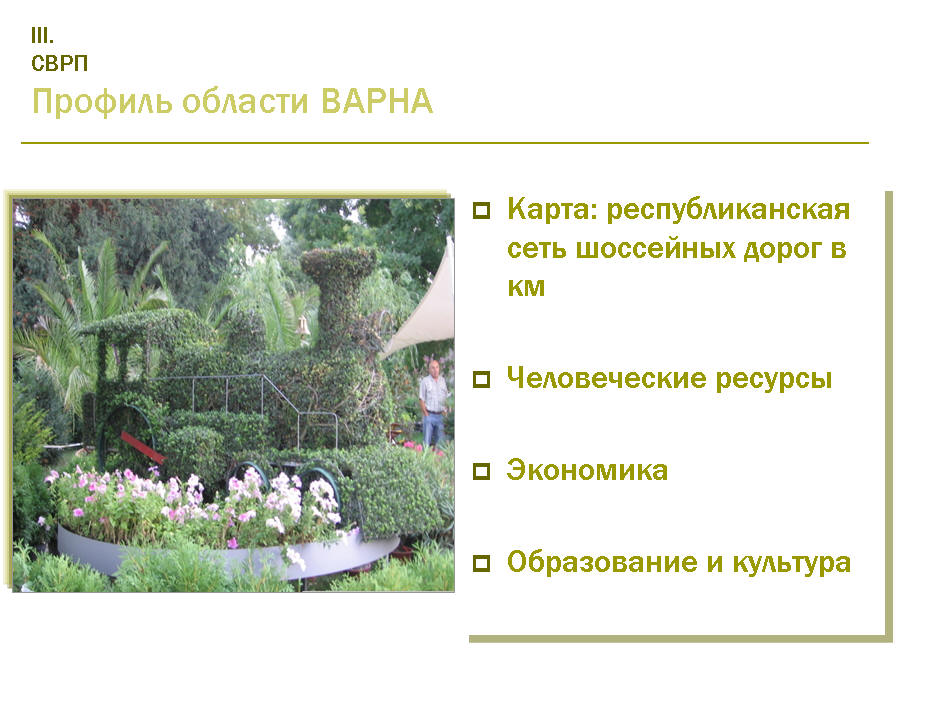 III.
СВРП
Профиль области ВАРНА
Карта: республиканская
сеть шоссейных дорог в
км
Человеческие ресурсы
Экономика
Образование и культура